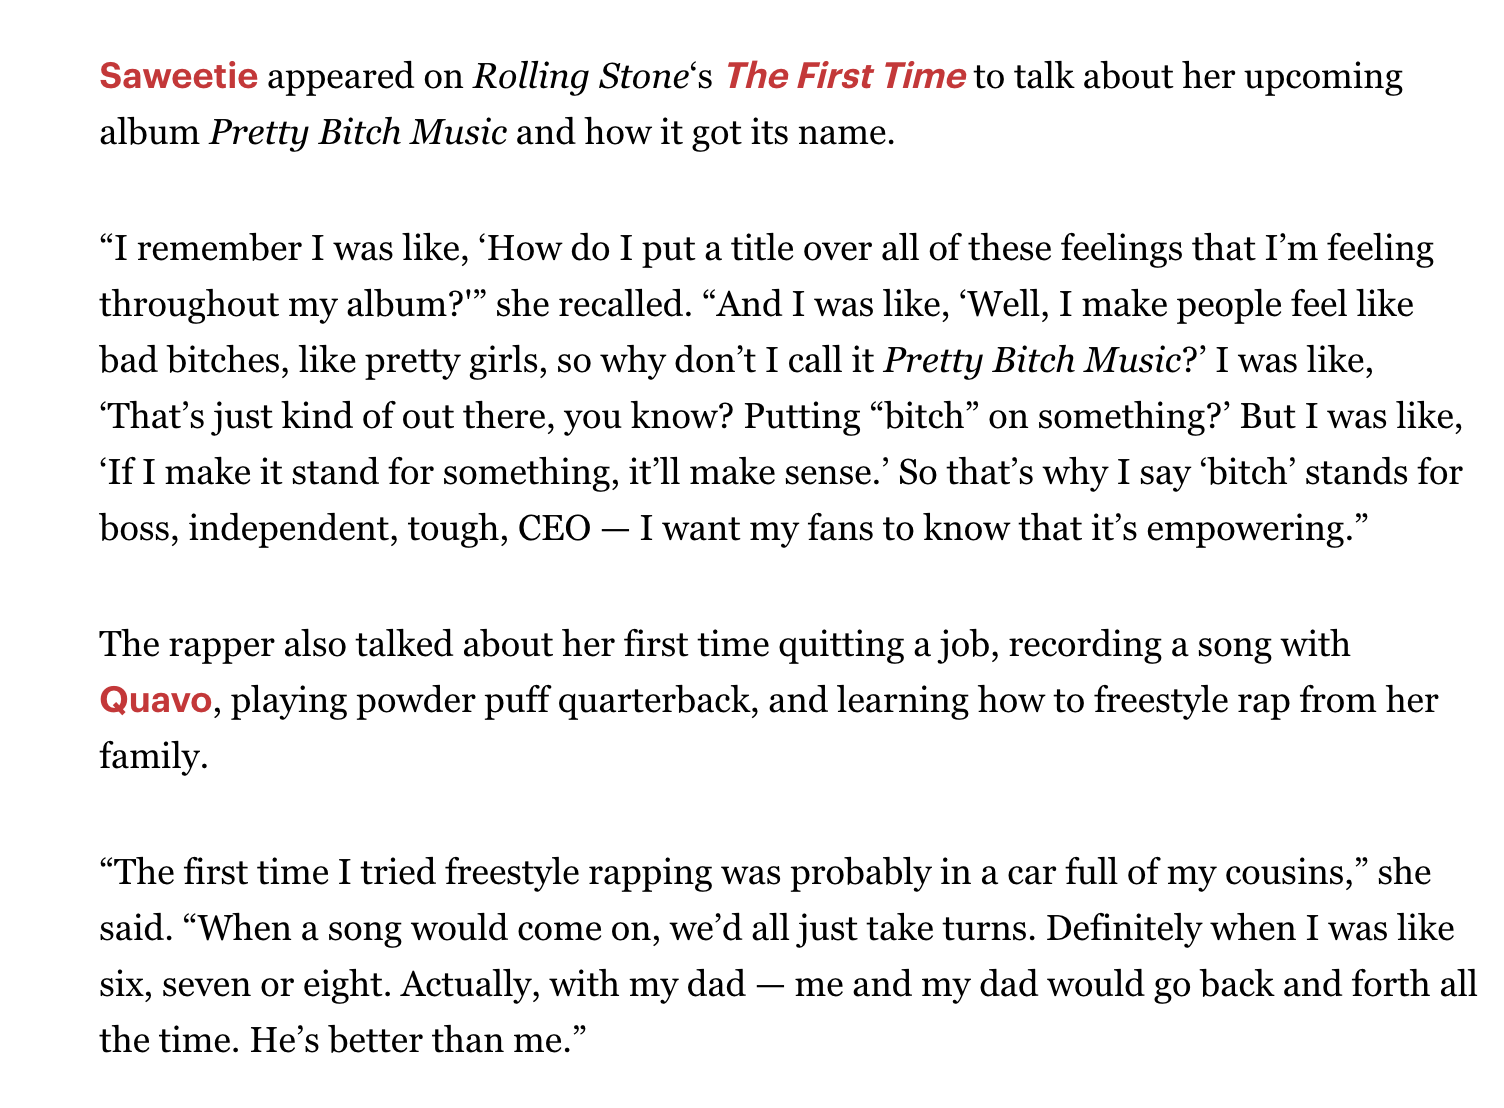 Saweetie appeared on Rolling Stone‘s The First Time to talk about her upcoming
album Pretty Bitch Music and how it got its name.
“I remember I was like, ‘How do I put a title over all of these feelings that I’m feeling
throughout my album?'” she recalled. “And I was like, ‘Well, I make people feel like
bad bitches, like pretty girls, so why don’t I call it Pretty Bitch Music?’ I was like,
‘That’s just kind of out there, you know? Putting “bitch” on something?’ But I was like,
‘If I make it stand for something, it’ll make sense.’ So that’s why I say ‘bitch’ stands for
boss, independent, tough, CEO — I want my fans to know that it’s empowering.”
The rapper also talked about her first time quitting a job, recording a song with
Quavo, playing powder puff quarterback, and learning how to freestyle rap from her
family.
“The first time I tried freestyle rapping was probably in a car full of my cousins,” she
said. “When a song would come on, we’d all just take turns. Definitely when I was like
six, seven or eight. Actually, with my dad — me and my dad would go back and forth all
the time. He’s better than me.”